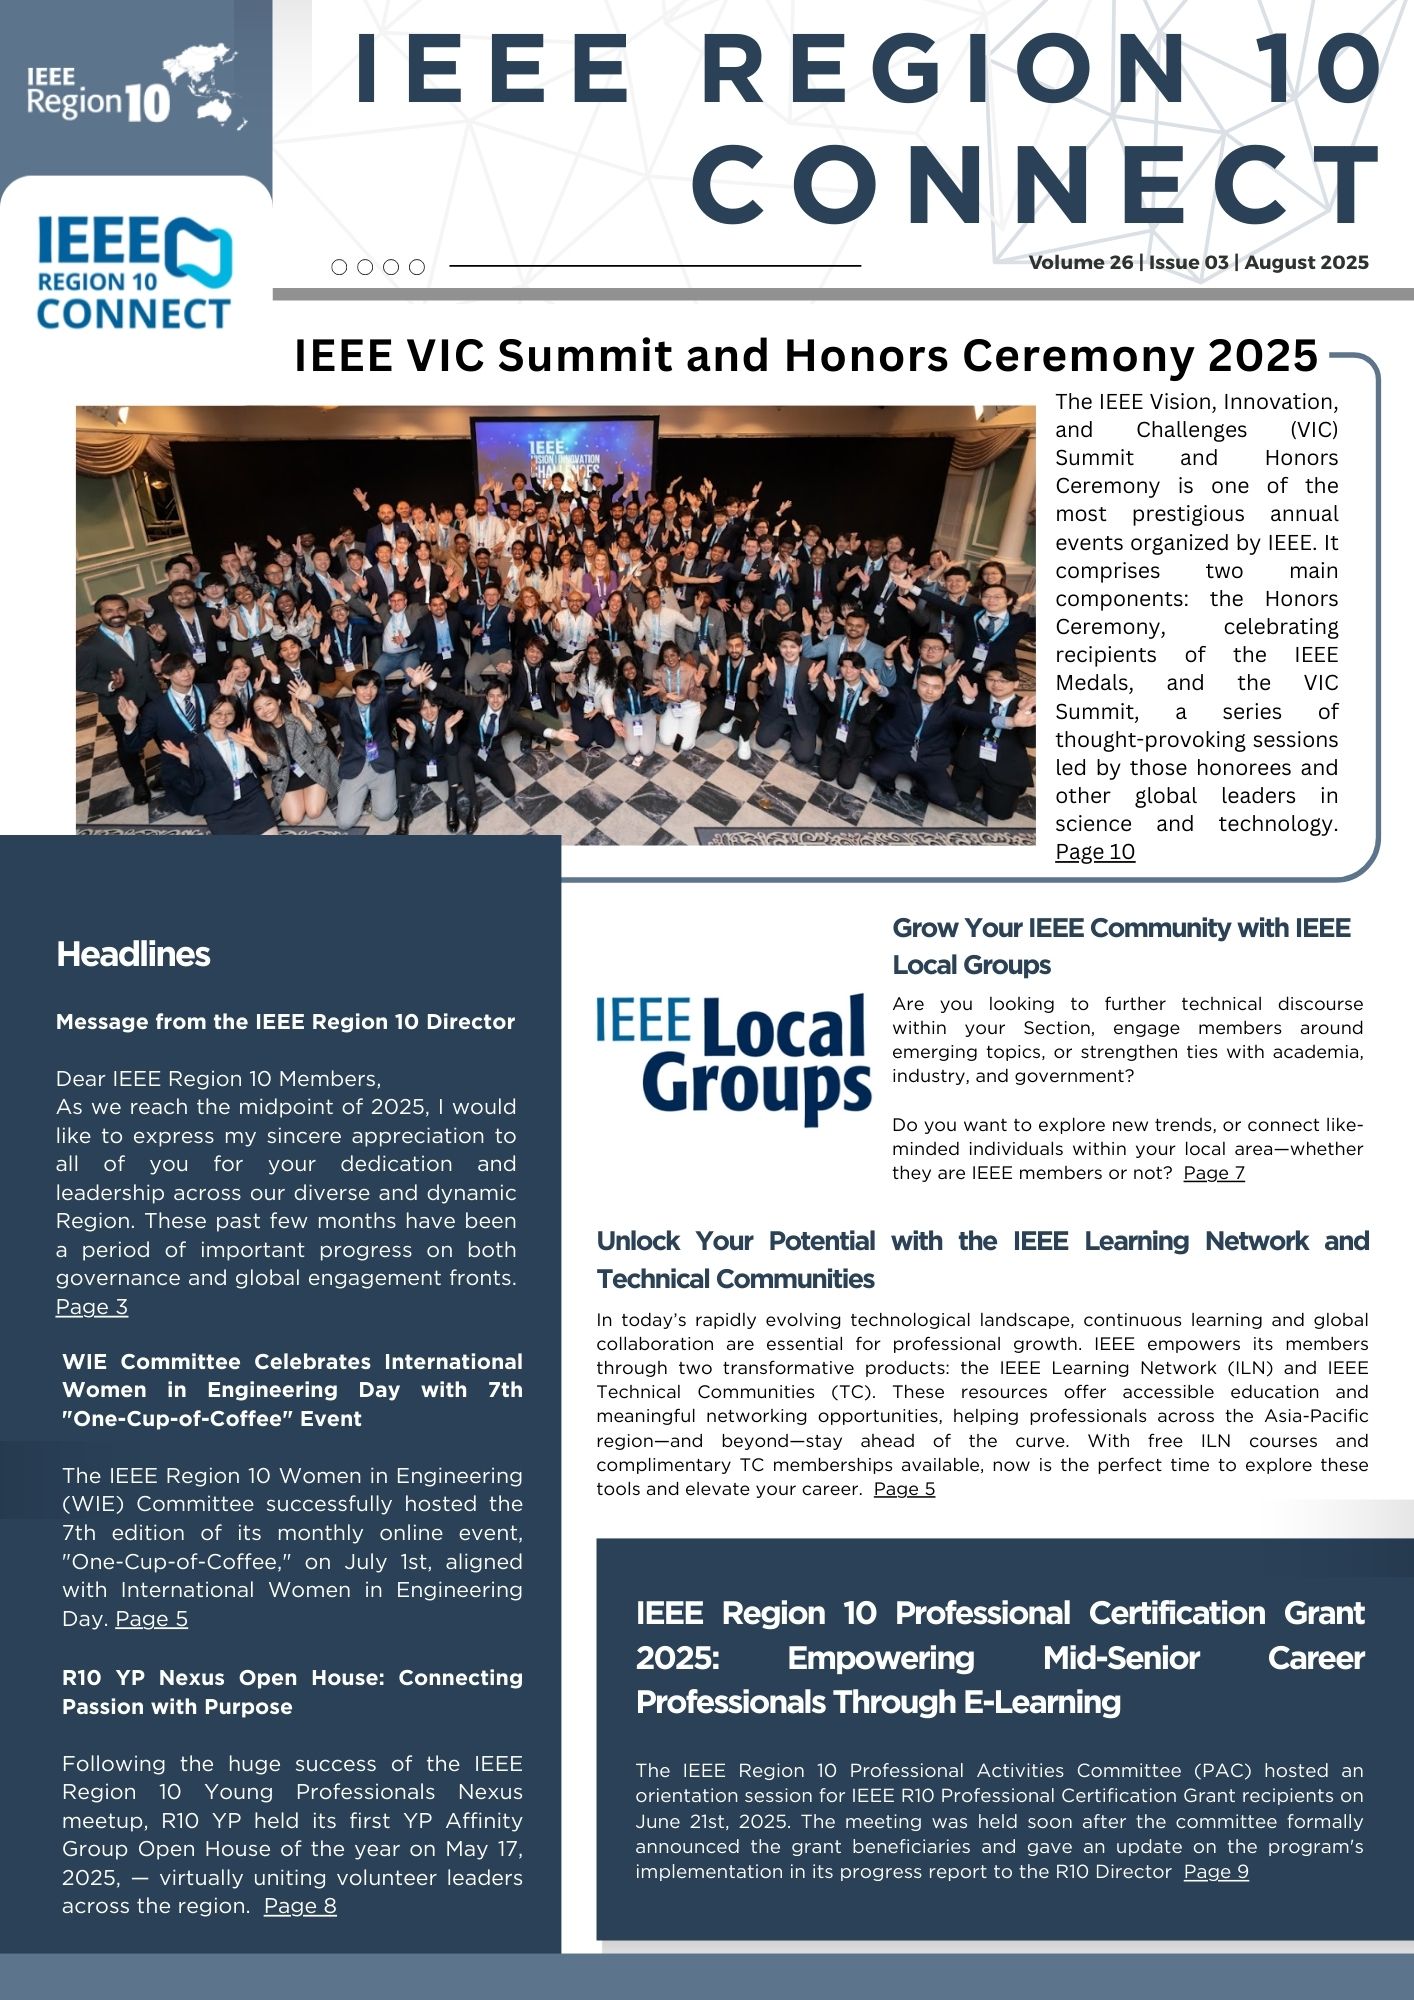 IEEE
Region 10
IEEE REGION 10
CONNECT
IEEE
REGION 10
CONNECT
Volume 26 | Issue 03 | August 2025
IEEE VIC Summit and Honors Ceremony 2025
IEEE
VISION INNOVATION
CHALLENGES
The IEEE Vision, Innovation,
and Challenges (VIC)
Summit and Honors
Ceremony is one of the
most prestigious annual
events organized by IEEE. It
comprises two main
components: the Honors
Ceremony, celebrating
recipients of the IEEE
Medals, and the VIC
Summit, a series of
thought-provoking sessions
led by those honorees and
other global leaders in
science and technology.
Page 10
Headlines
Message from the IEEE Region 10 Director
Dear IEEE Region 10 Members,
As we reach the midpoint of 2025, I would
like to express my sincere appreciation to
all of you for your dedication and
leadership across our diverse and dynamic
Region. These past few months have been
a period of important progress on both
governance and global engagement fronts.
Page 3
WIE Committee Celebrates International
Women in Engineering Day with 7th
"One-Cup-of-Coffee" Event
The IEEE Region 10 Women in Engineering
(WIE) Committee successfully hosted the
7th edition of its monthly online event,
"One-Cup-of-Coffee," on July 1st, aligned
with International Women in Engineering
Day. Page 5
R10 YP Nexus Open House: Connecting
Passion with Purpose
Following the huge success of the IEEE
Region 10 Young Professionals Nexus
meetup, R10 YP held its first YP Affinity
Group Open House of the year on May 17,
2025, — virtually uniting volunteer leaders
across the region. Page 8
IEEE Local
Groups
Grow Your IEEE Community with IEEE
Local Groups
Are you looking to further technical discourse
within your Section, engage members around
emerging topics, or strengthen ties with academia,
industry, and government?
Do you want to explore new trends, or connect like-
minded individuals within your local area—whether
they are IEEE members or not? Page 7
Unlock Your Potential with the IEEE Learning Network and
Technical Communities
In today’s rapidly evolving technological landscape, continuous learning and global
collaboration are essential for professional growth. IEEE empowers its members
through two transformative products: the IEEE Learning Network (ILN) and IEEE
Technical Communities (TC). These resources offer accessible education and
meaningful networking opportunities, helping professionals across the Asia-Pacific
region—and beyond—stay ahead of the curve. With free ILN courses and
complimentary TC memberships available, now is the perfect time to explore these
tools and elevate your career. Page 5
IEEE Region 10 Professional Certification Grant
2025: Empowering Mid-Senior Career
Professionals Through E-Learning
The IEEE Region 10 Professional Activities Committee (PAC) hosted an
orientation session for IEEE R10 Professional Certification Grant recipients on
June 21st, 2025. The meeting was held soon after the committee formally
announced the grant beneficiaries and gave an update on the program's
implementation in its progress report to the R10 Director Page 9